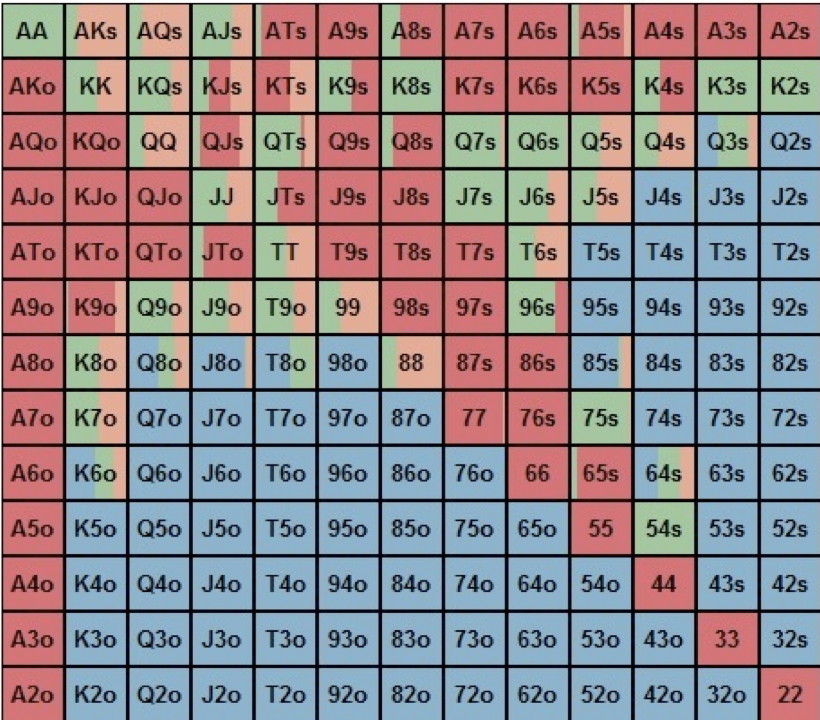 AA AKs AQs AJs ATs A9s A8s A7s A6s A5s A4s A3s A2s
AKo KK KQs KJs KTs K9s K8s K7s K6s K5s K4s K3s K2s
AQo KQo QQ QJs QTs Q9s Q8s Q7s Q6s Q5s Q4s Q3s Q2s
AJo KJo QJo JJ JTs J9s J8s J7s J6s J5s J4s J3s J2s
ATo KTo QTo JTo TT T9s T8s T7s T6s T5s T4s T3s T2s
A9o K9o Q9o J9o T9o 99 98s 97s 96s 95s 94s 93s 92s
A8o K8o Q8o J8o T8o 98o 88 87s 86s 85s 84s 83s 82s
A7o K7o Q7o J7o T7o 97o 87o 77 76s 75s 74s 73s 72s
A6o K6o Q6o J6o T6o 96o 86o 76o 66 65s 64s 63s 62s
A5o K5o Q5o J5o T5o 95o 85o 75o 65o 55 54s 53s 52s
A4o K4o Q4o J4o T4o 94o 84o 74o 64o 54o 44 43s 42s
A3o K3o Q3o J3o T3o 93o 83o 73o 63o 53o 43o 33 32s
A2o K2o Q2o J2o T2o 92o 82o 72o 62o 52o 42o 32o 22